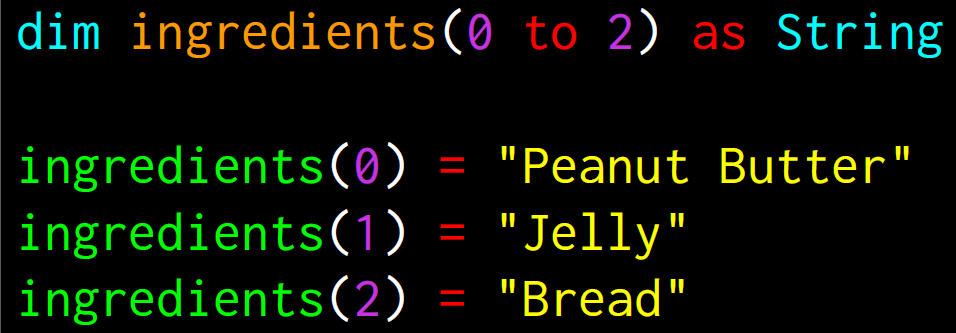 dim ingredients(0 to 2) as String
ingredients(0) = "Peanut Butter"
ingredients(1) = "Jelly"
ingredients(2) = "Bread"